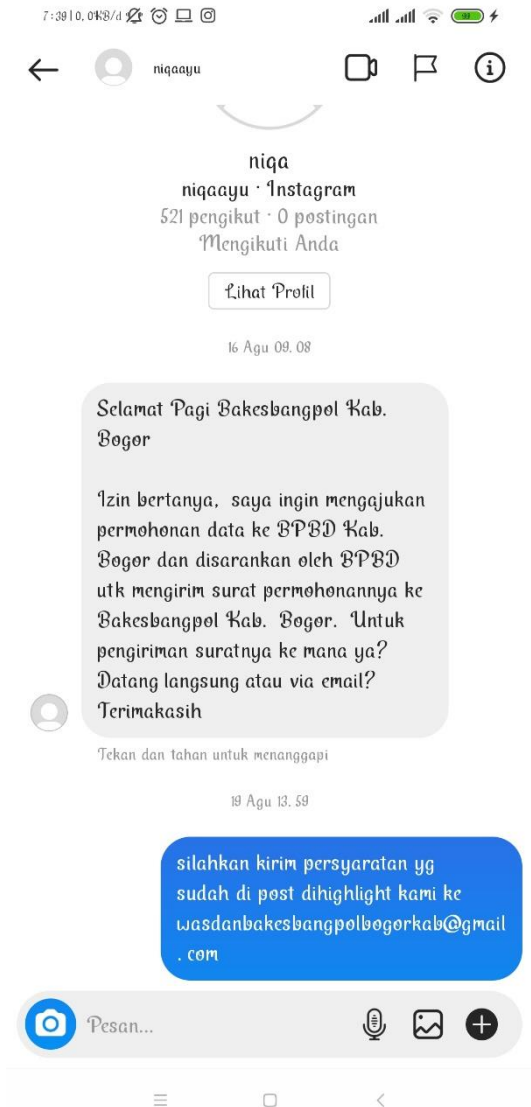 7:39 | 0,0KB/d
niqaayu
niqa
niqaayu · Instagram
521 pengikut · 0 postingan
Mengikuti Anda
Lihat Profil
16 Agu 09.08
Selamat Pagi Bakesbangpol Kab.
Bogor
Izin bertanya, saya ingin mengajukan
permohonan data ke BPBD Kab.
Bogor dan disarankan oleh BPBD
utk mengirim surat permohonannya ke
Bakesbangpol Kab. Bogor. Untuk
pengiriman suratnya ke mana ya?
Datang langsung atau via email?
Terimakasih
Tekan dan tahan untuk menanggapi
19 Agu 13.59
silahkan kirim persyaratan yg
sudah di post dihighlight kami ke
wasdanbakesbangpolbogorkab@gmail
.com
Pesan...